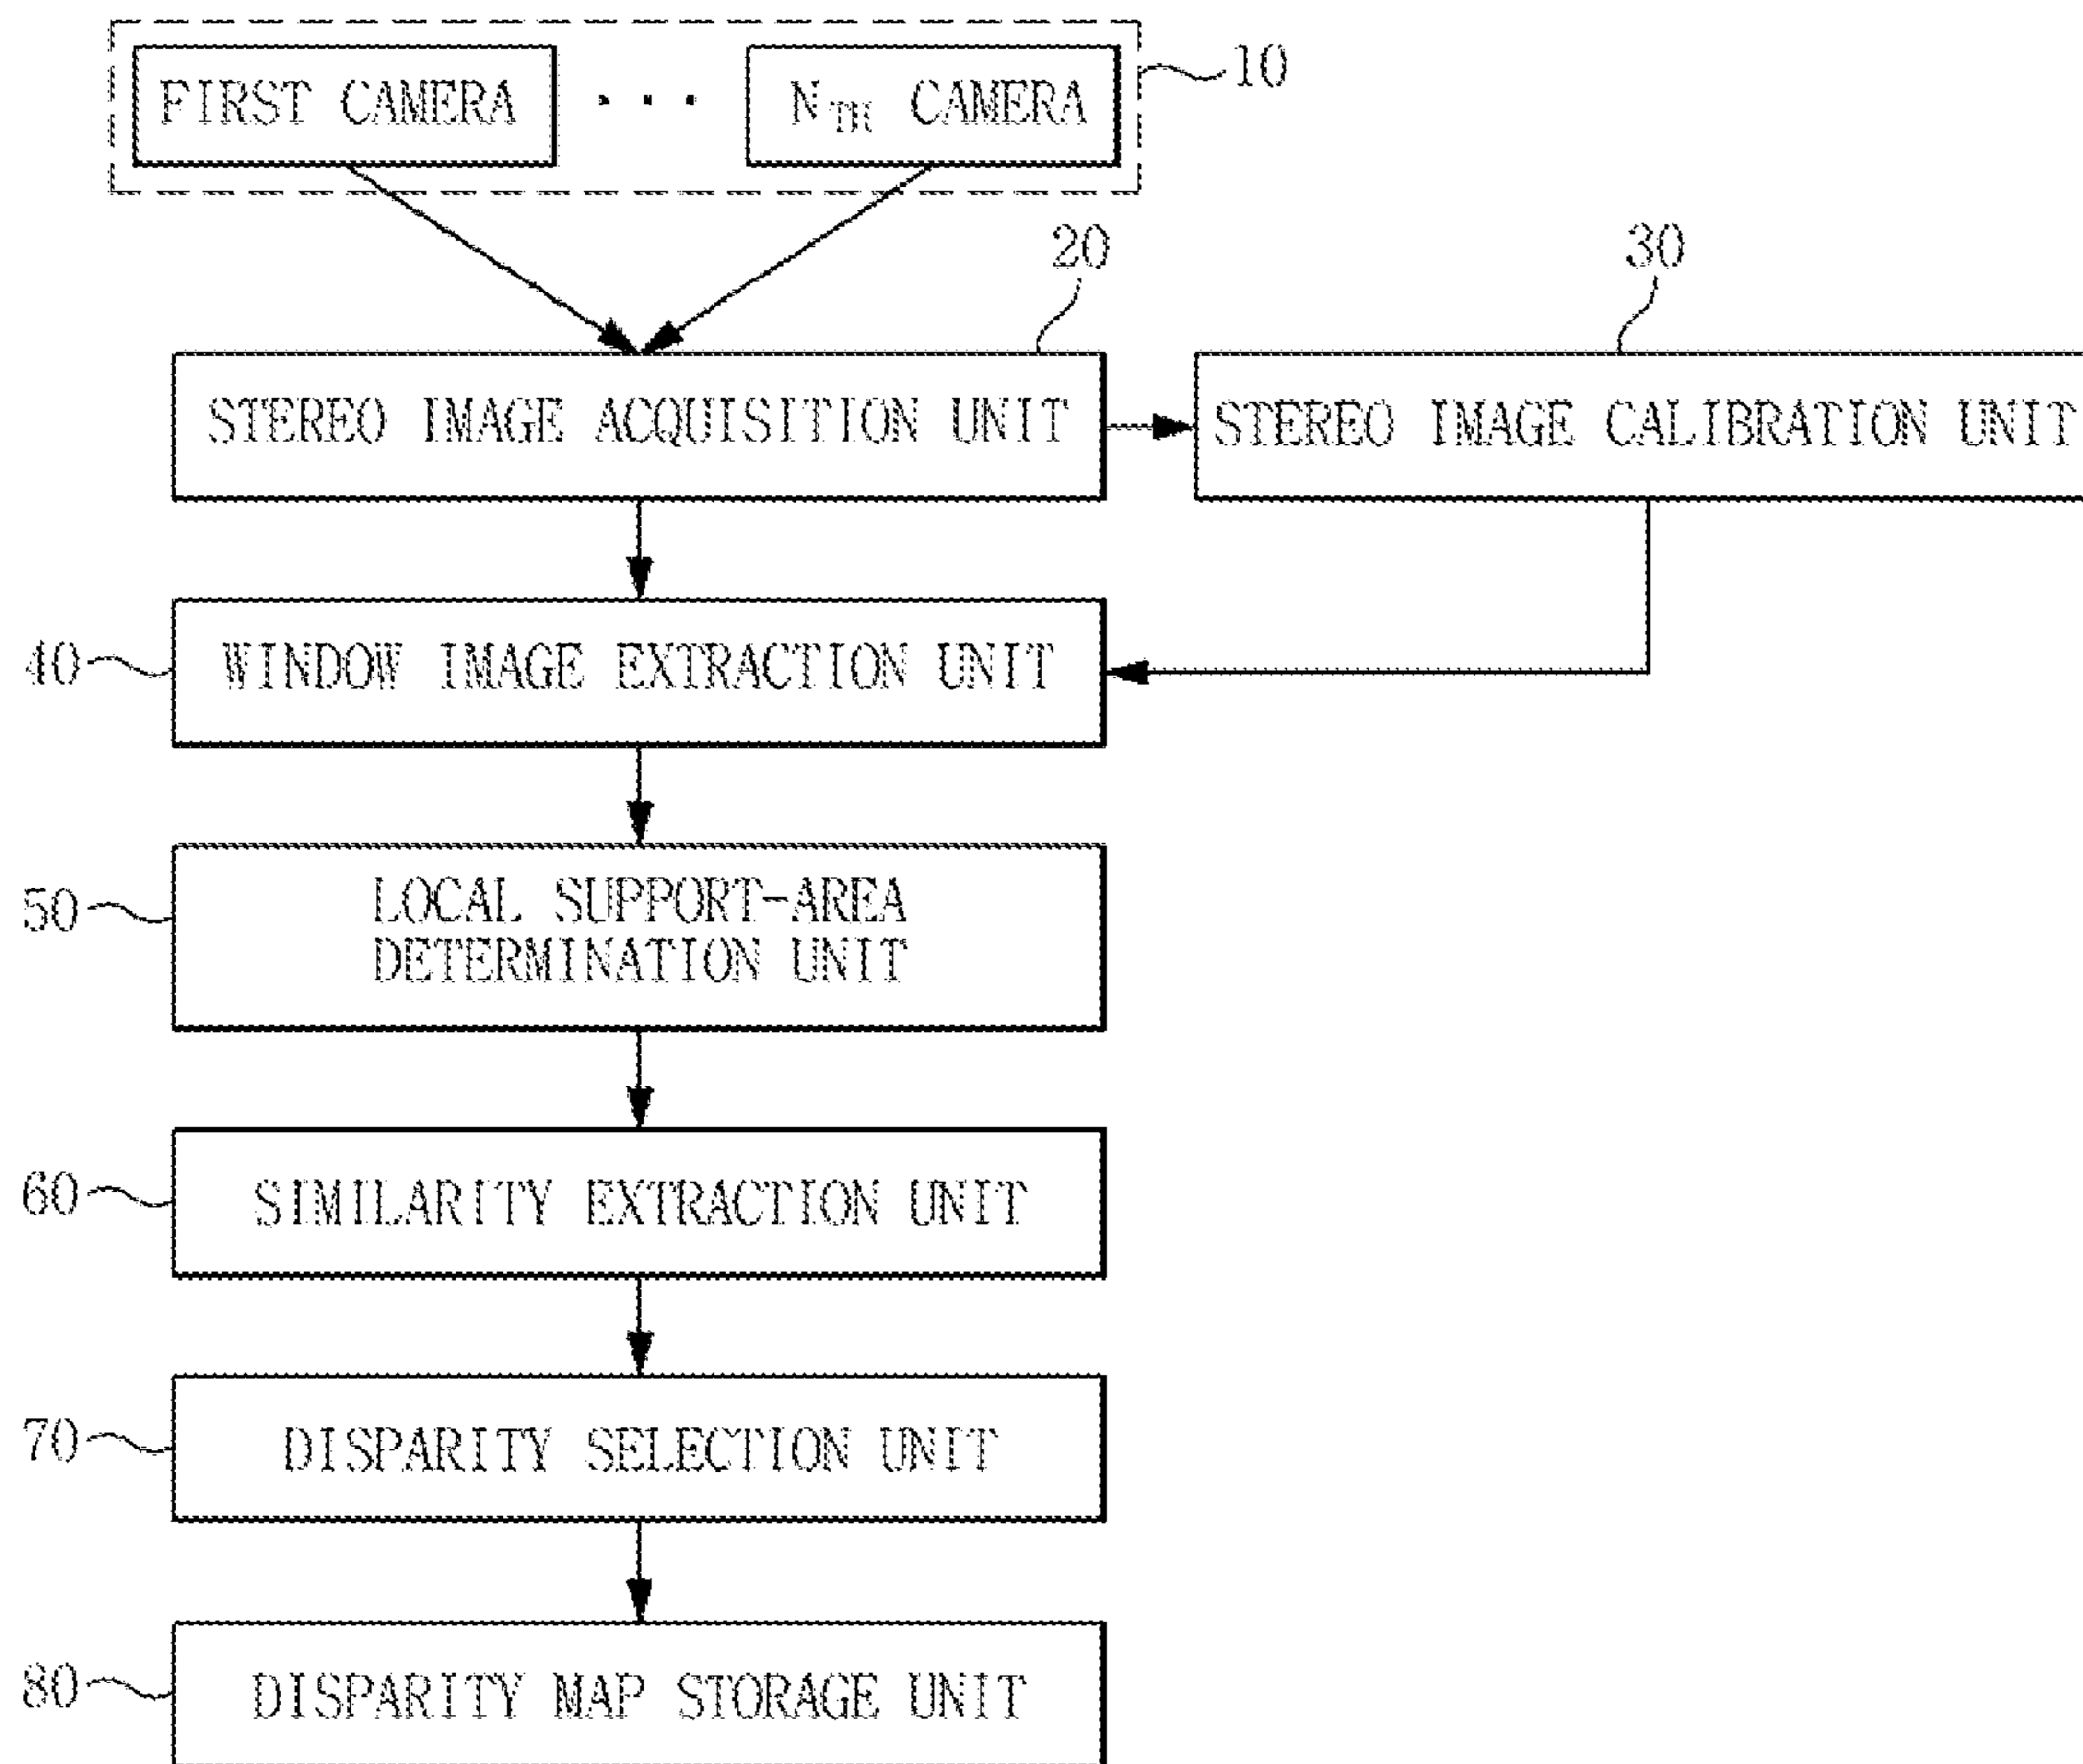 FIRST CAMERA ... N_TH CAMERA 10
20 30
STEREO IMAGE ACQUISITION UNIT STEREO IMAGE CALIBRATION UNIT
40 WINDOW IMAGE EXTRACTION UNIT
50 LOCAL SUPPORT-AREA
DETERMINATION UNIT
60 SIMILARITY EXTRACTION UNIT
70 DISPARITY SELECTION UNIT
80 DISPARITY MAP STORAGE UNIT